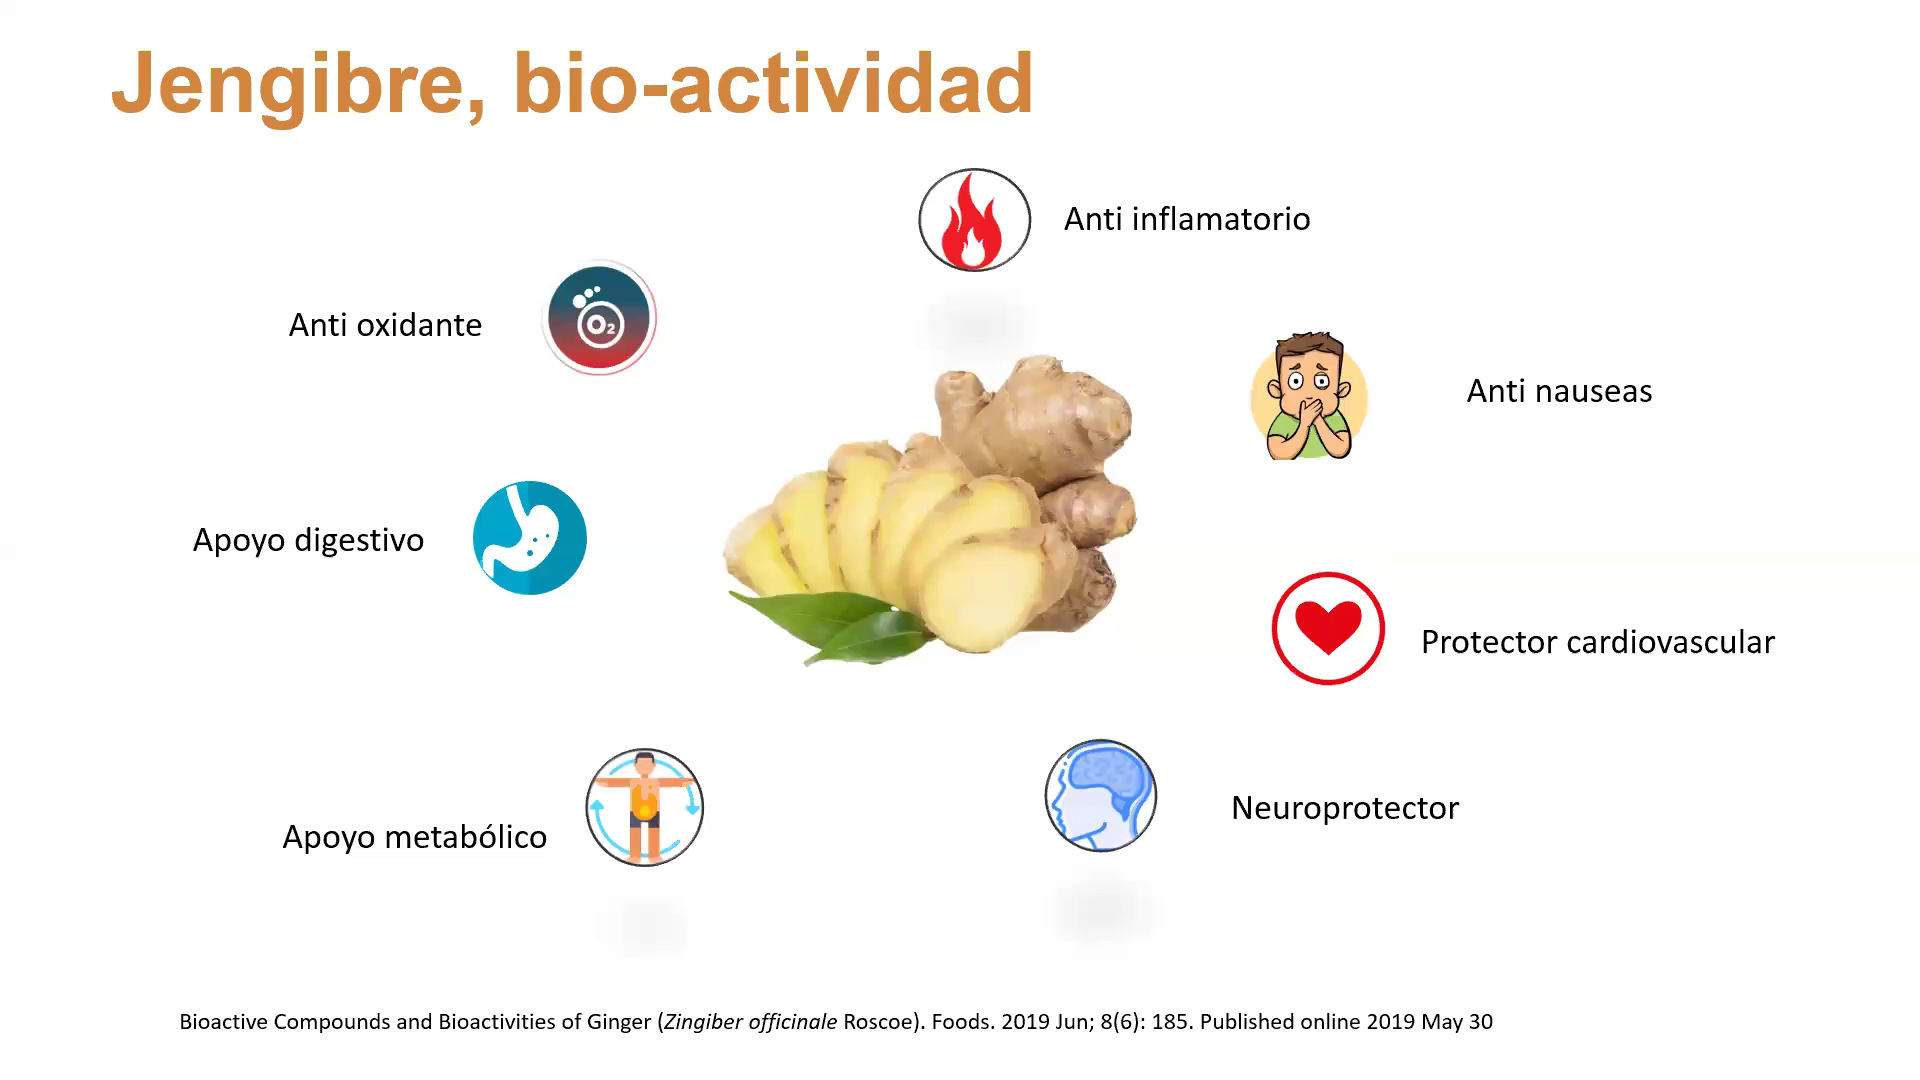 Jengibre, bio-actividad
Anti inflamatorio
Anti oxidante
O₂
Anti nauseas
Apoyo digestivo
Protector cardiovascular
Apoyo metabólico
Neuroprotector
Bioactive Compounds and Bioactivities of Ginger (Zingiber officinale Roscoe). Foods. 2019 Jun; 8(6): 185. Published online 2019 May 30